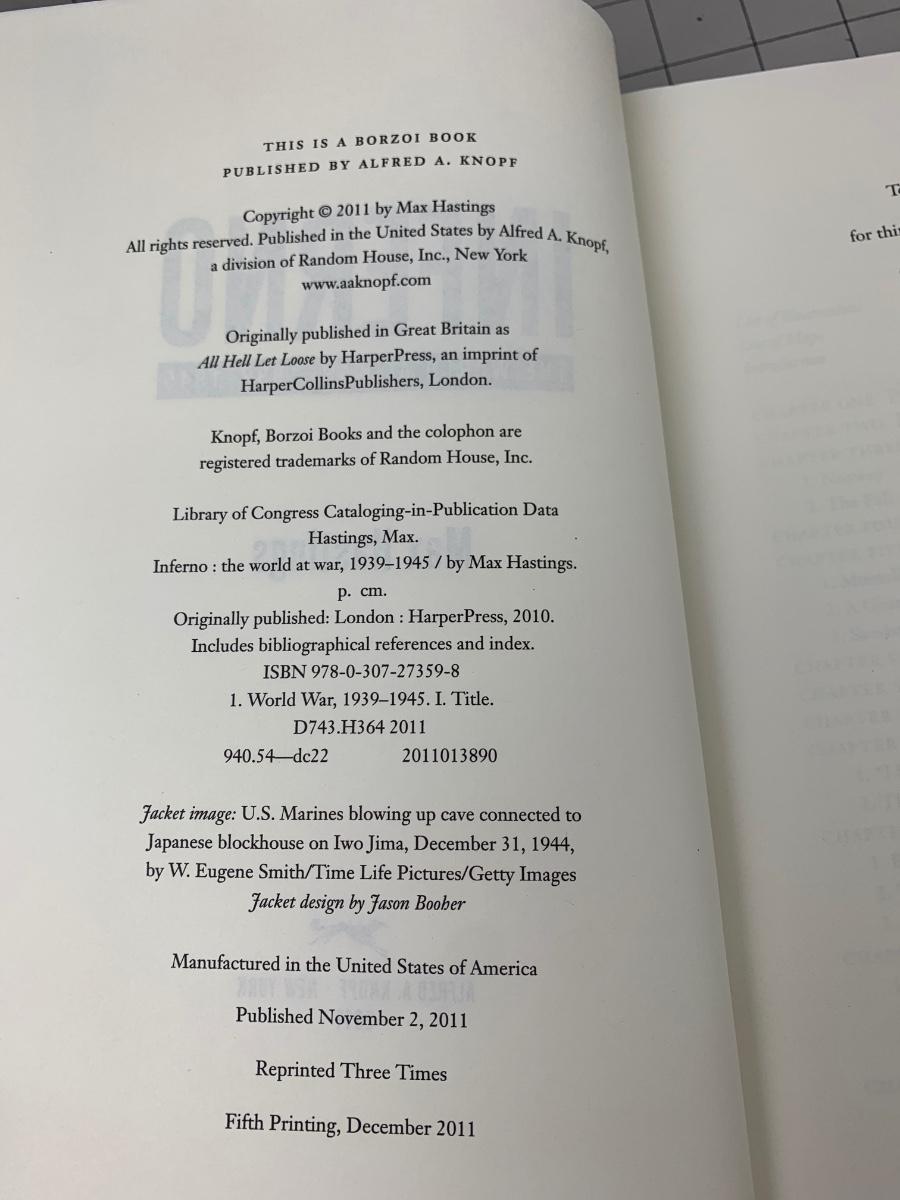 THIS IS A BORZOI BOOK
PUBLISHED BY ALFRED A. KNOPF
Copyright © 2011 by Max Hastings
All rights reserved. Published in the United States by Alfred A. Knopf,
a division of Random House, Inc., New York
www.aaknopf.com
Originally published in Great Britain as
All Hell Let Loose by HarperPress, an imprint of
HarperCollinsPublishers, London.
Knopf, Borzoi Books and the colophon are
registered trademarks of Random House, Inc.
Library of Congress Cataloging-in-Publication Data
Hastings, Max.
Inferno : the world at war, 1939–1945 / by Max Hastings.
p. cm.
Originally published: London : HarperPress, 2010.
Includes bibliographical references and index.
ISBN 978-0-307-27359-8
1. World War, 1939–1945. I. Title.
D743.H364 2011
940.54—dc22 2011013890
Jacket image: U.S. Marines blowing up cave connected to
Japanese blockhouse on Iwo Jima, December 31, 1944,
by W. Eugene Smith/Time Life Pictures/Getty Images
Jacket design by Jason Booher
Manufactured in the United States of America
Published November 2, 2011
Reprinted Three Times
Fifth Printing, December 2011
for